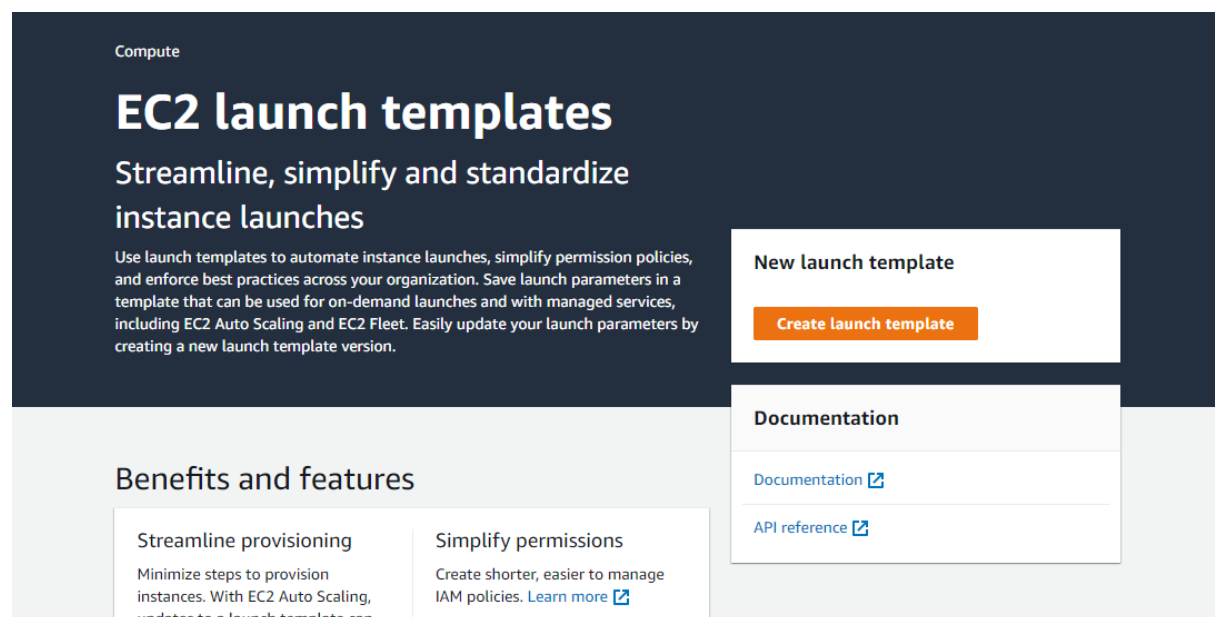 Compute
EC2 launch templates
Streamline, simplify and standardize
instance launches
Use launch templates to automate instance launches, simplify permission policies,
and enforce best practices across your organization. Save launch parameters in a
template that can be used for on-demand launches and with managed services,
including EC2 Auto Scaling and EC2 Fleet. Easily update your launch parameters by
creating a new launch template version.
New launch template
Create launch template
Documentation
Documentation
API reference
Benefits and features
Streamline provisioning
Minimize steps to provision
instances. With EC2 Auto Scaling,
updates to a launch template can
Simplify permissions
Create shorter, easier to manage
IAM policies. Learn more